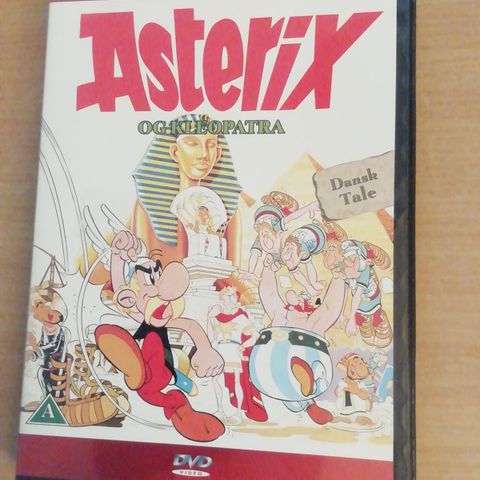 Asterix
OG KLEOPATRA
Dansk
Tale
A
DVD
VIDEO